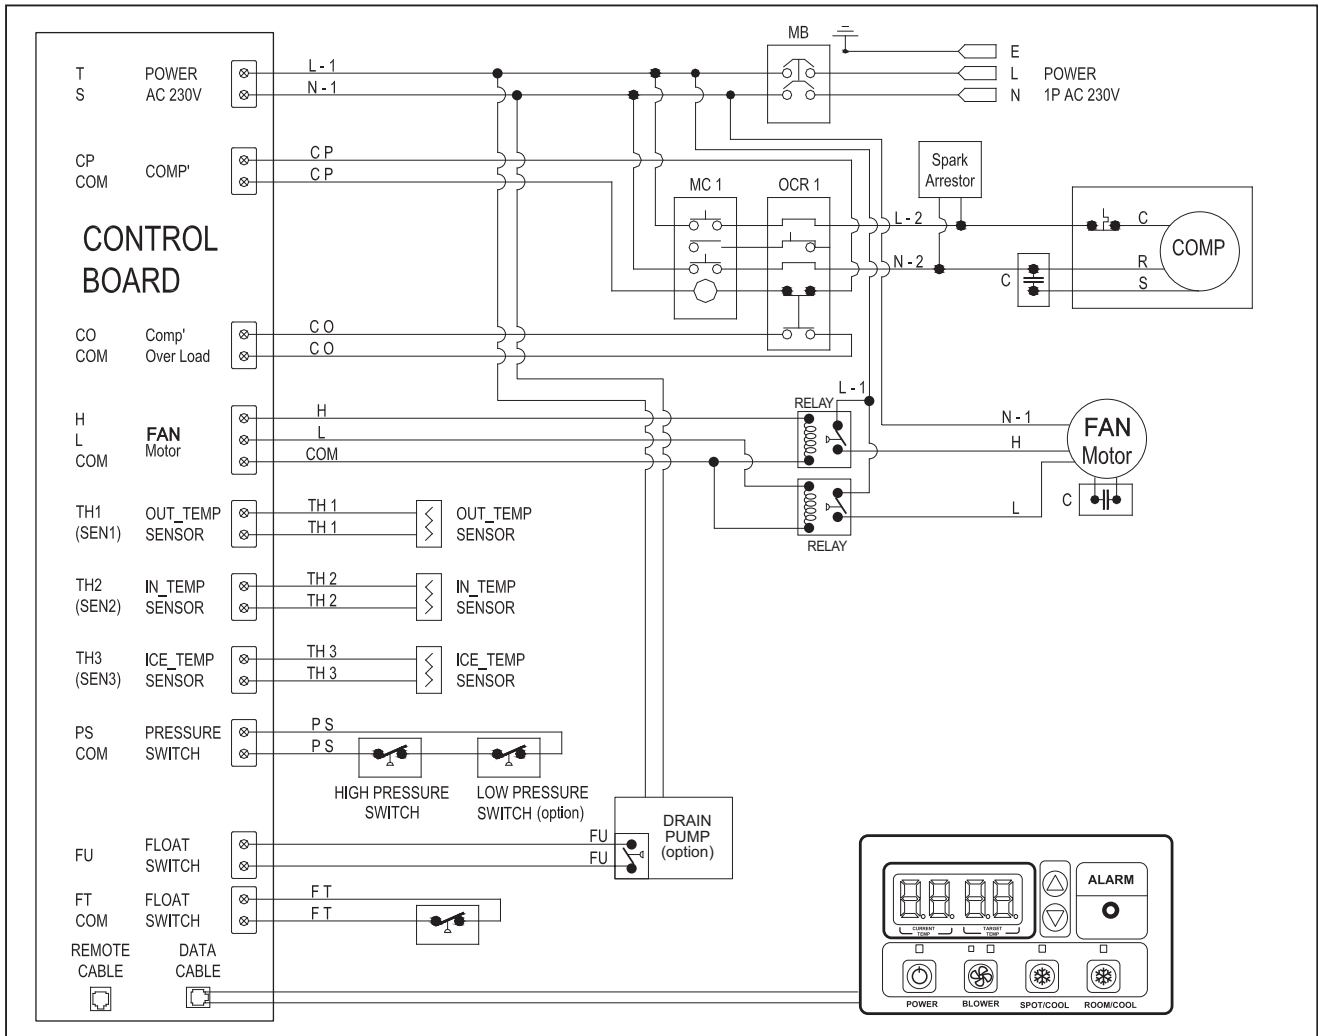 MB
E
T POWER L - 1 L POWER
S AC 230V N - 1 N 1P AC 230V
CP COMP' C P
COM C P
Spark
Arrestor
MC 1 OCR 1
L - 2 C
COMP
N - 2 R
C S
CONTROL
BOARD
CO Comp' C O
COM Over Load C O
L - 1
RELAY
H FAN H N - 1 FAN
L Motor L H Motor
COM COM
C
L
RELAY
TH1 OUT_TEMP TH 1 OUT_TEMP
(SEN1) SENSOR TH 1 SENSOR
TH2 IN_TEMP TH 2 IN_TEMP
(SEN2) SENSOR TH 2 SENSOR
TH3 ICE_TEMP TH 3 ICE_TEMP
(SEN3) SENSOR TH 3 SENSOR
PS PRESSURE P S
COM SWITCH P S
HIGH PRESSURE LOW PRESSURE
SWITCH SWITCH (option)
DRAIN
PUMP
(option)
FU FLOAT FU
SWITCH FU
FT FLOAT F T
COM SWITCH F T
REMOTE DATA
CABLE CABLE
88 88
CURRENT TEMP
TARGET TEMP
ALARM
POWER BLOWER SPOT/COOL ROOM/COOL